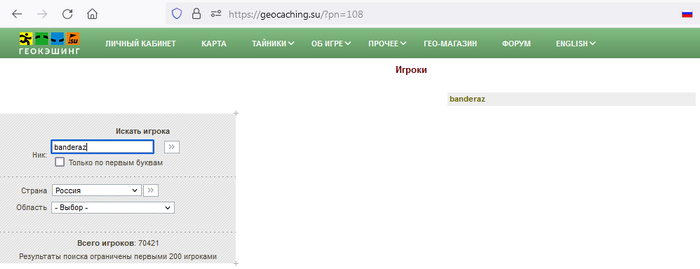 https://geocaching.su/?pn=108
ГЕОКЭШИНГ
.SU
ЛИЧНЫЙ КАБИНЕТ КАРТА ТАЙНИКИ ОБ ИГРЕ ПРОЧЕЕ ГЕО-МАГАЗИН ФОРУМ ENGLISH
Игроки
banderaz
Искать игрока
Ник: banderaz »
Только по первым буквам
Страна Россия »
Область - Выбор -
Всего игроков: 70421
Результаты поиска ограничены первыми 200 игроками